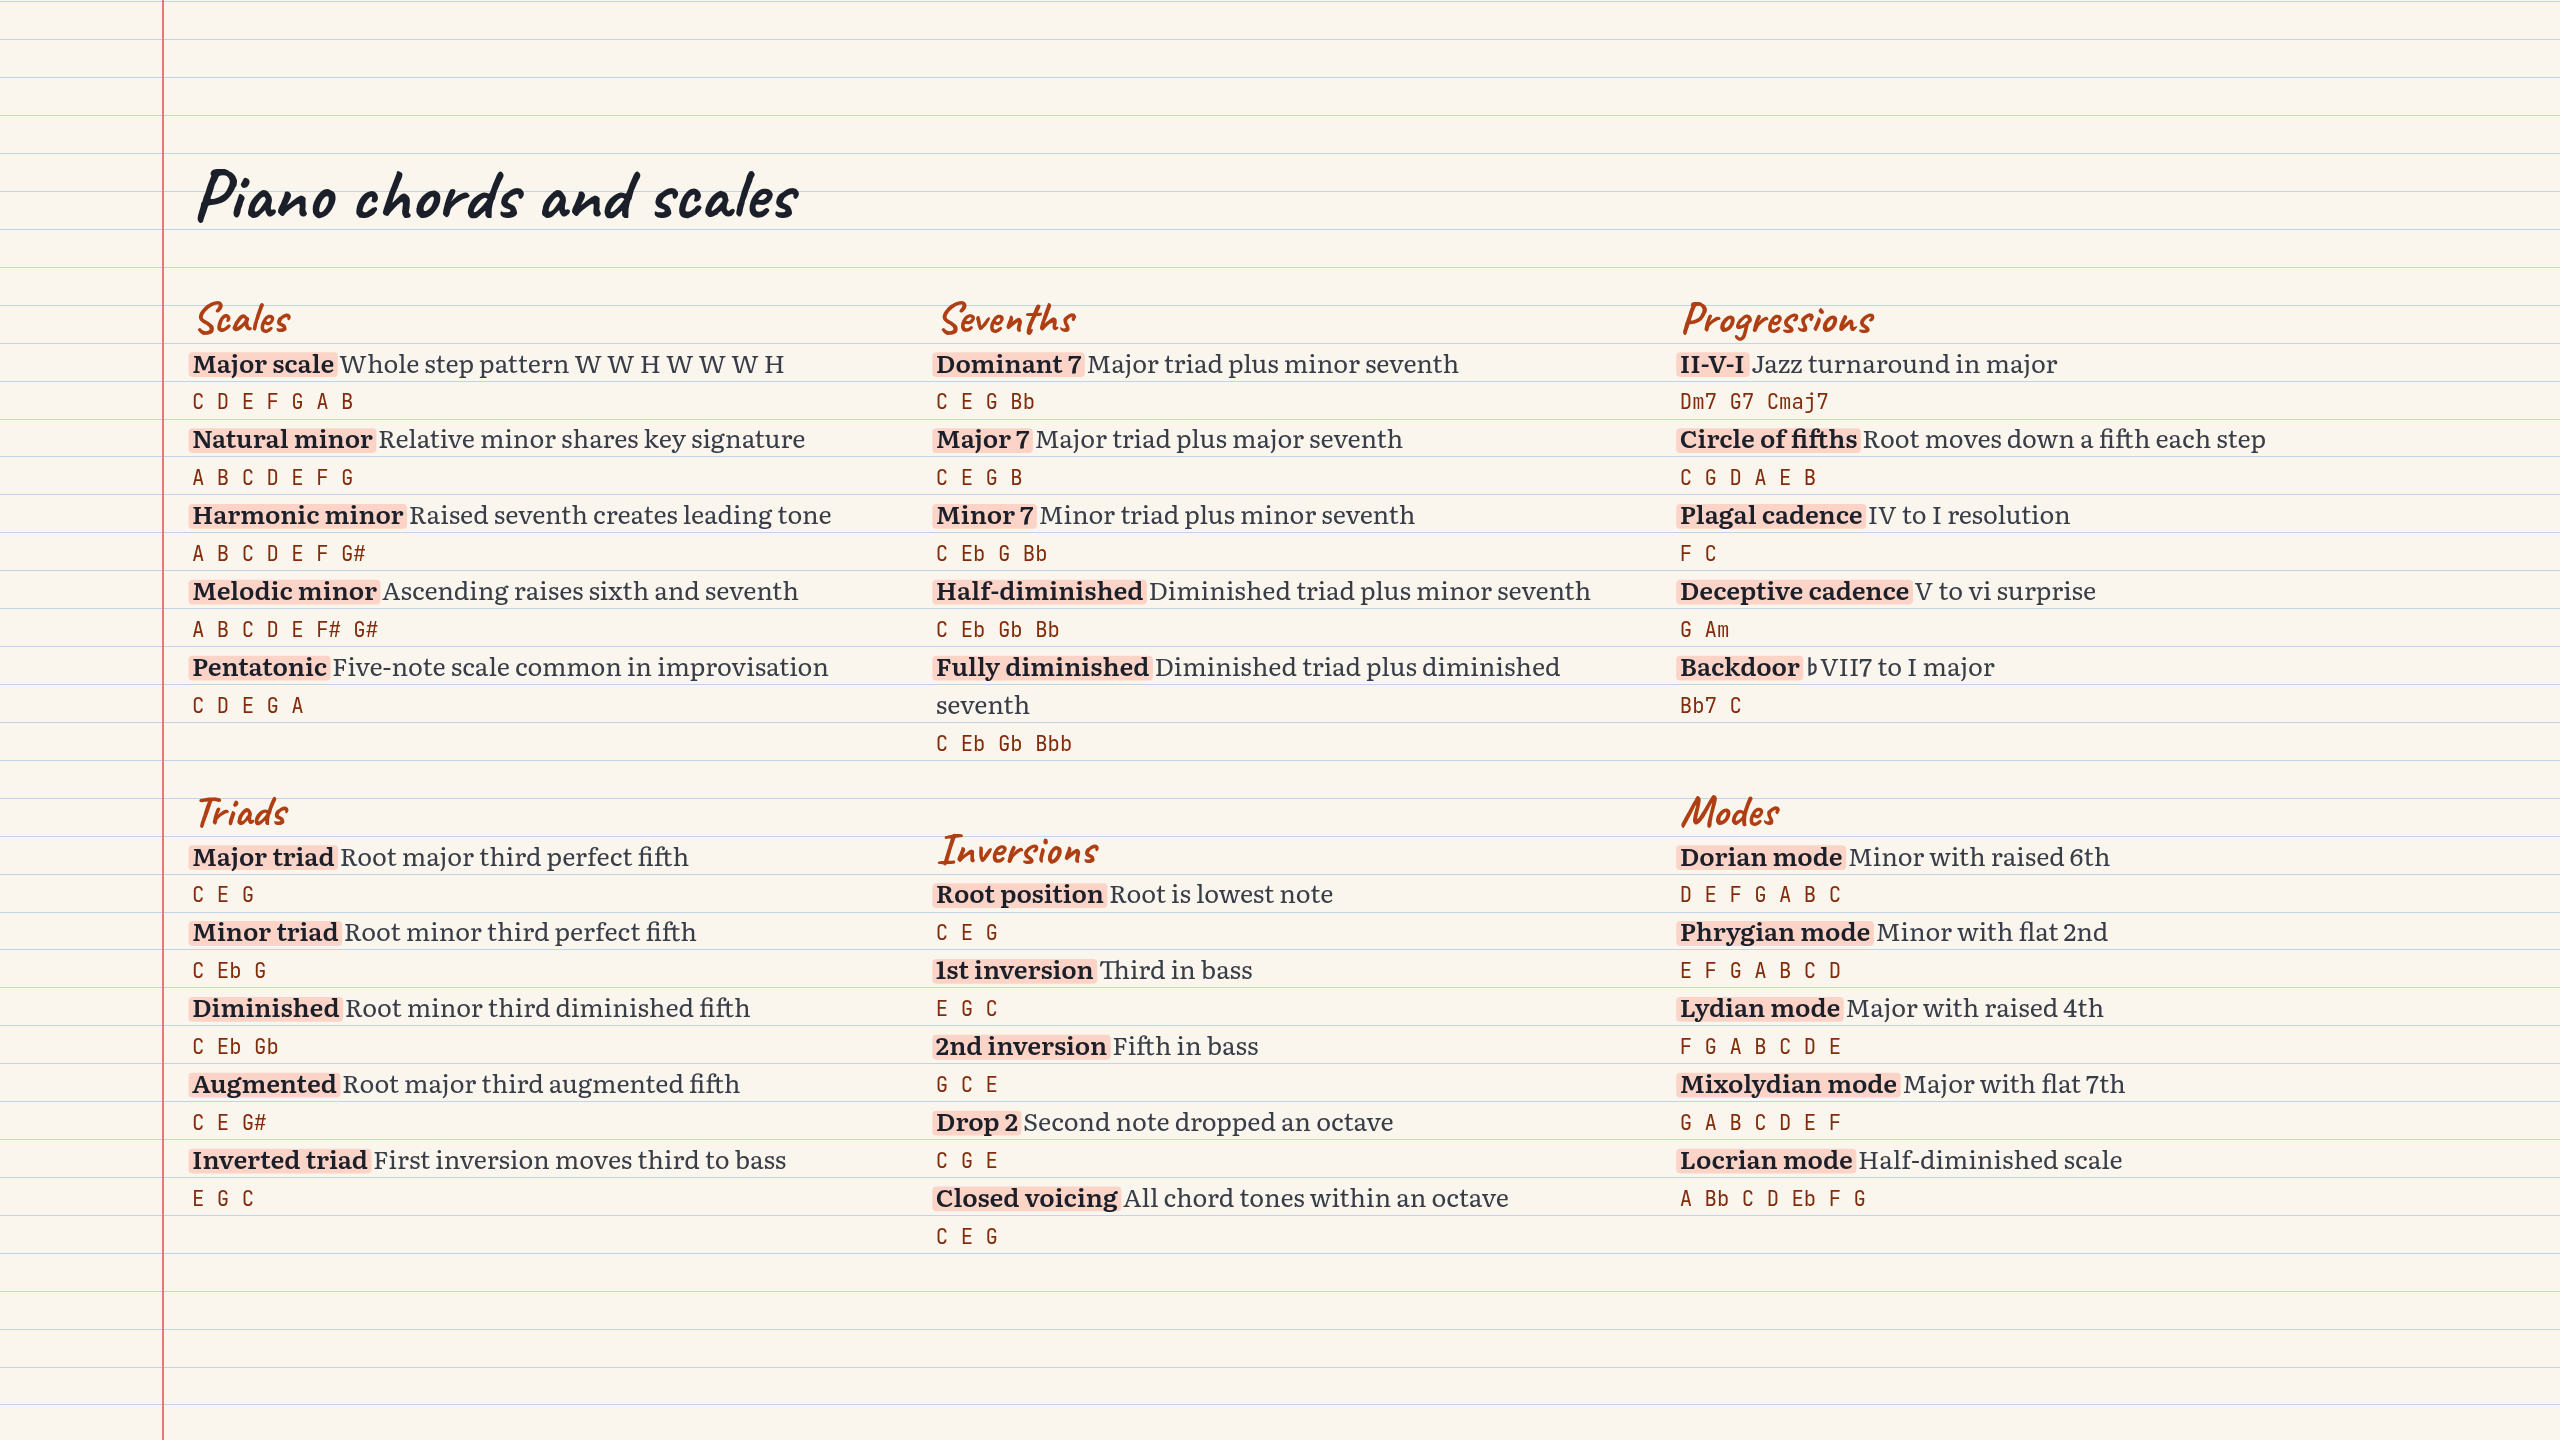 Piano chords and scales
Scales
Major scale Whole step pattern W W H W W W H
C D E F G A B
Natural minor Relative minor shares key signature
A B C D E F G
Harmonic minor Raised seventh creates leading tone
A B C D E F G#
Melodic minor Ascending raises sixth and seventh
A B C D E F# G#
Pentatonic Five-note scale common in improvisation
C D E G A
Triads
Major triad Root major third perfect fifth
C E G
Minor triad Root minor third perfect fifth
C Eb G
Diminished Root minor third diminished fifth
C Eb Gb
Augmented Root major third augmented fifth
C E G#
Inverted triad First inversion moves third to bass
E G C
Sevenths
Dominant 7 Major triad plus minor seventh
C E G Bb
Major 7 Major triad plus major seventh
C E G B
Minor 7 Minor triad plus minor seventh
C Eb G Bb
Half-diminished Diminished triad plus minor seventh
C Eb Gb Bb
Fully diminished Diminished triad plus diminished
seventh
C Eb Gb Bbb
Inversions
Root position Root is lowest note
C E G
1st inversion Third in bass
E G C
2nd inversion Fifth in bass
G C E
Drop 2 Second note dropped an octave
C G E
Closed voicing All chord tones within an octave
C E G
Progressions
II-V-I Jazz turnaround in major
Dm7 G7 Cmaj7
Circle of fifths Root moves down a fifth each step
C G D A E B
Plagal cadence IV to I resolution
F C
Deceptive cadence V to vi surprise
G Am
Backdoor ♭VII7 to I major
Bb7 C
Modes
Dorian mode Minor with raised 6th
D E F G A B C
Phrygian mode Minor with flat 2nd
E F G A B C D
Lydian mode Major with raised 4th
F G A B C D E
Mixolydian mode Major with flat 7th
G A B C D E F
Locrian mode Half-diminished scale
A Bb C D Eb F G